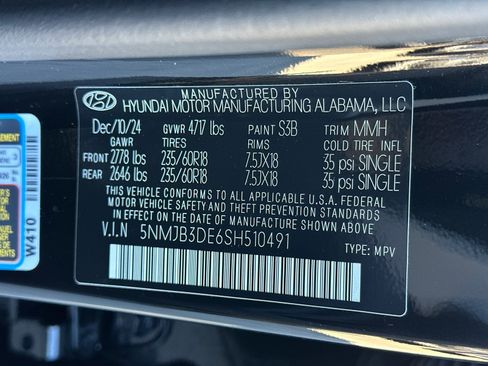 MANUFACTURED BY
HYUNDAI MOTOR MANUFACTURING ALABAMA, LLC
Dec/10/24 GVWR 4717 lbs PAINT S3B TRIM MMH
GAWR TIRES RIMS COLD TIRE INFL
FRONT 2778 lbs 235/60R18 7.5JX18 35 psi SINGLE
REAR 2646 lbs 235/60R18 7.5JX18 35 psi SINGLE
THIS VEHICLE CONFORMS TO ALL APPLICABLE U.S.A. FEDERAL
MOTOR VEHICLE SAFETY AND THEFT PREVENTION STANDARDS
IN EFFECT ON THE DATE OF MANUFACTURE SHOWN ABOVE.
V.I.N 5NMJB3DE6SH510491
TYPE: MPV
W410